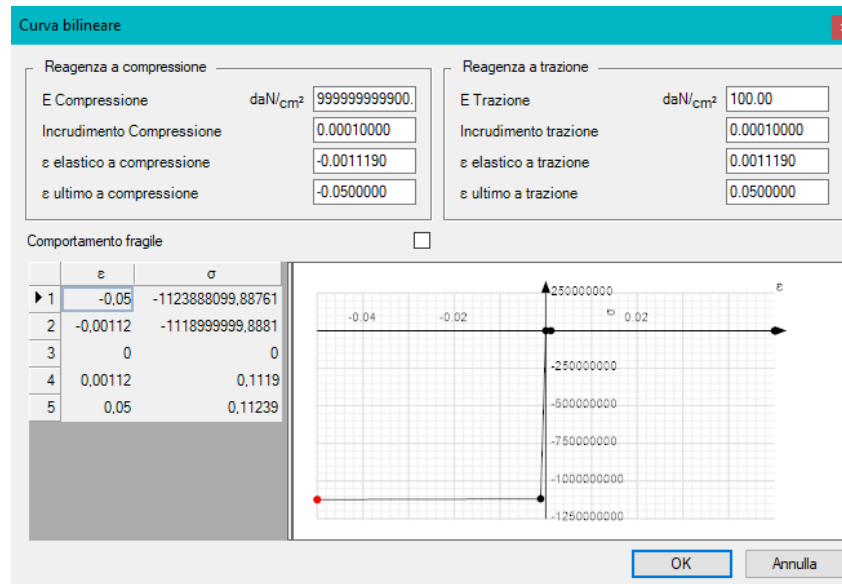 Curva bilineare
Reagenza a compressione
E Compressione daN/cm² 999999999900.
Incrudimento Compressione 0.00010000
ε elastico a compressione -0.0011190
ε ultimo a compressione -0.0500000
Reagenza a trazione
E Trazione daN/cm² 100.00
Incrudimento trazione 0.00010000
ε elastico a trazione 0.0011190
ε ultimo a trazione 0.0500000
Comportamento fragile
ε σ
1 -0,05 -1123888099,88761
2 -0,00112 -1118999999,8881
3 0 0
4 0,00112 0,1119
5 0,05 0,11239
250000000 ε
-0.04 -0.02 σ 0.02
-250000000
-500000000
-750000000
-1000000000
-1250000000
OK Annulla